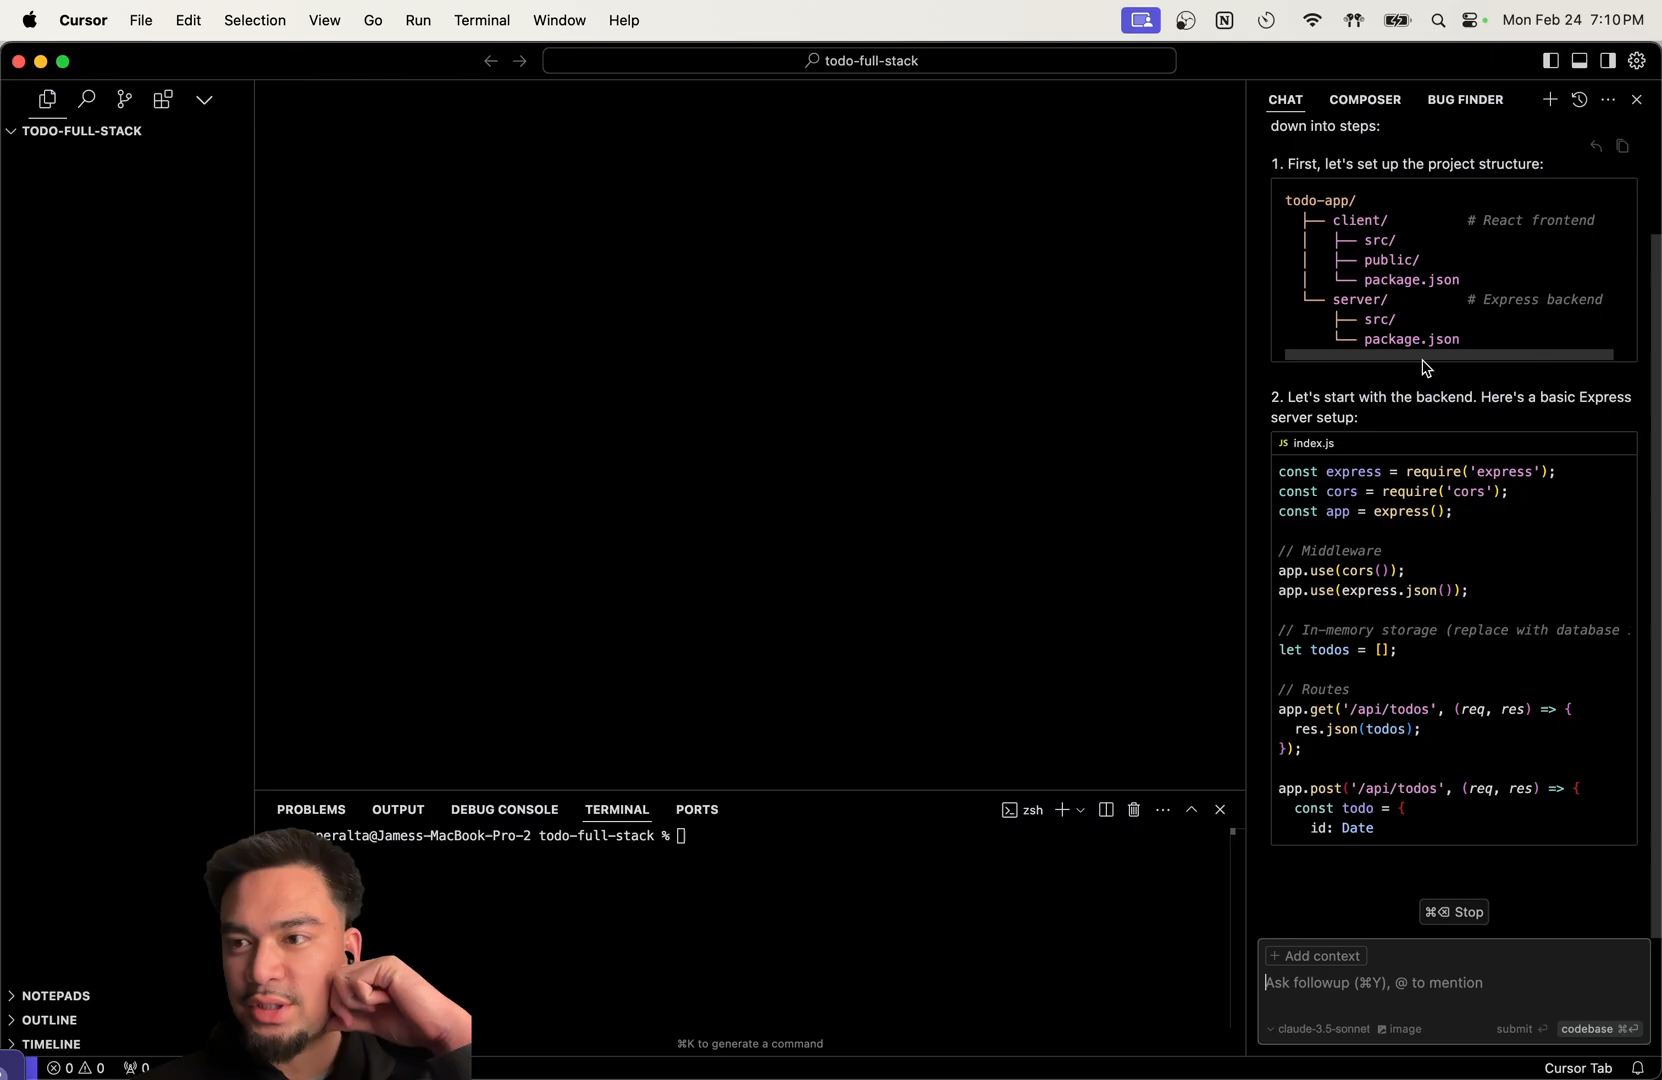 Cursor File Edit Selection View Go Run Terminal Window Help
Mon Feb 24 7:10 PM
todo-full-stack
TODO-FULL-STACK
CHAT COMPOSER BUG FINDER
down into steps:
1. First, let's set up the project structure:
todo-app/
├── client/ # React frontend
│ ├── src/
│ ├── public/
│ └── package.json
└── server/ # Express backend
├── src/
└── package.json
2. Let's start with the backend. Here's a basic Express
server setup:
JS index.js
const express = require('express');
const cors = require('cors');
const app = express();
// Middleware
app.use(cors());
app.use(express.json());
// In-memory storage (replace with database
let todos = [];
// Routes
app.get('/api/todos', (req, res) => {
res.json(todos);
});
app.post('/api/todos', (req, res) => {
const todo = {
id: Date
⌘⌫ Stop
+ Add context
Ask followup (⌘Y), @ to mention
claude-3.5-sonnet image submit ⏎ codebase ⌘⏎
PROBLEMS OUTPUT DEBUG CONSOLE TERMINAL PORTS
zsh
peralta@Jamess-MacBook-Pro-2 todo-full-stack %
⌘K to generate a command
NOTEPADS
OUTLINE
TIMELINE
0 0 0
Cursor Tab